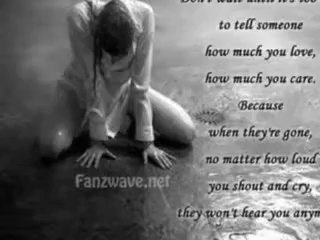 Don't wait until it's too
to tell someone
how much you love,
how much you care.
Because
when they're gone,
no matter how loud
you shout and cry,
they won't hear you anym
Fanzwave.net